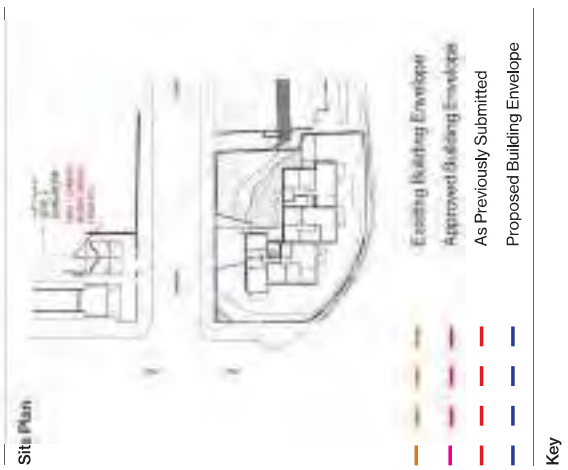 Site Plan
Existing Building Envelope
Approved Building Envelope
As Previously Submitted
Proposed Building Envelope
Key